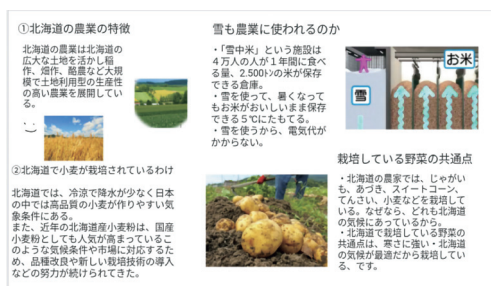 ①北海道の農業の特徴
北海道の農業は北海道の
広大な土地を活かし稲
作、畑作、酪農など大規
模で土地利用型の生産性
の高い農業を展開してい
る。
②北海道で小麦が栽培されているわけ
北海道では、冷涼で降水が少なく日本
の中では高品質の小麦が作りやすい気
象条件にある。
また、近年の北海道産小麦粉は、国産
小麦粉としても人気が高まっているこ
のような気候条件や市場に対応するた
め、品種改良や新しい栽培技術の導入
などの努力が続けられてきた。
雪も農業に使われるのか
・「雪中米」という施設は
４万人の人が１年間に食べ
る量、2.500㌧の米が保存
できる倉庫。
・雪を使って、暑くなって
もお米がおいしいまま保存
できる５℃にたもてる。
・雪を使うから、電気代が
かからない。
お米
雪
栽培している野菜の共通点
・北海道の農家では、じゃがい
も、あづき、スイートコーン、
てんさい、小麦などを栽培して
いる。なぜなら、どれも北海道
の気候にあっているから。
・北海道で栽培している野菜の
共通点は、寒さに強い・北海道
の気候が最適だから栽培してい
る、です。